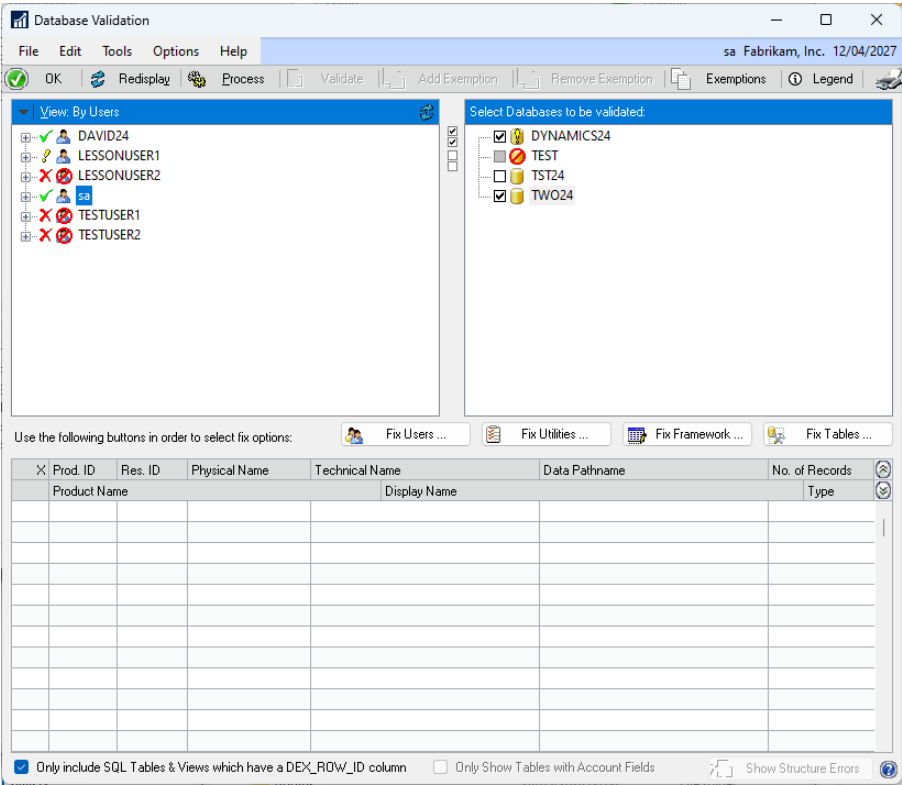 Database Validation
File Edit Tools Options Help sa Fabrikam, Inc. 12/04/2027
OK Redisplay Process Validate Add Exemption Remove Exemption Exemptions Legend
View: By Users
DAVID24
LESSONUSER1
LESSONUSER2
sa
TESTUSER1
TESTUSER2
Select Databases to be validated:
DYNAMICS24
TEST
TST24
TWO24
Use the following buttons in order to select fix options: Fix Users ... Fix Utilities ... Fix Framework ... Fix Tables ...
X Prod. ID Res. ID Physical Name Technical Name Data Pathname No. of Records
Product Name Display Name Type
Only include SQL Tables & Views which have a DEX_ROW_ID column Only Show Tables with Account Fields Show Structure Errors